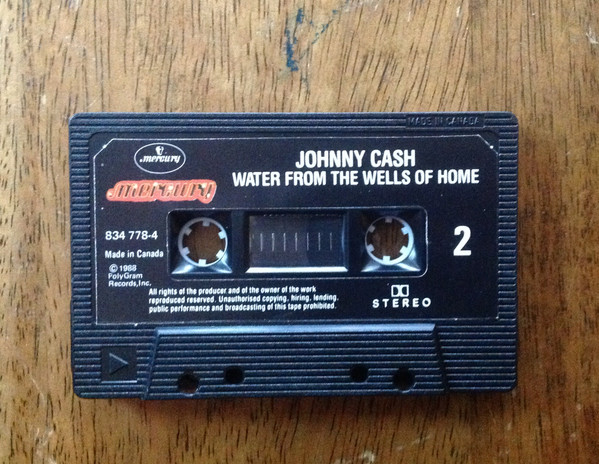 MADE IN CANADA
mercury
mercury
JOHNNY CASH
WATER FROM THE WELLS OF HOME
834 778-4
Made in Canada
© 1988
PolyGram
Records, Inc.
2
All rights of the producer and of the owner of the work
reproduced reserved. Unauthorised copying, hiring, lending,
public performance and broadcasting of this tape prohibited.
STEREO